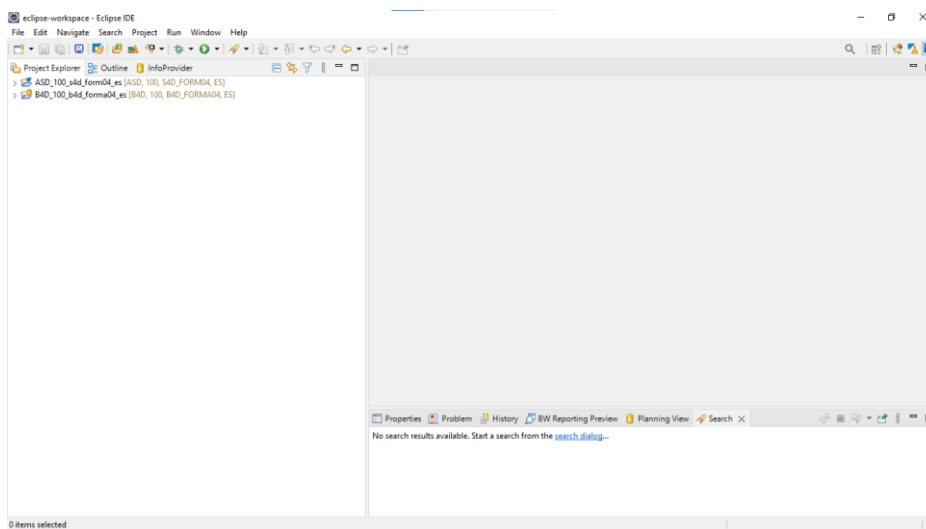 eclipse-workspace - Eclipse IDE
File Edit Navigate Search Project Run Window Help
Project Explorer Outline InfoProvider
ASD_100_s4d_form04_es [ASD, 100, S4D_FORM04, ES]
B4D_100_b4d_forma04_es [B4D, 100, B4D_FORMA04, ES]
Properties Problem History BW Reporting Preview Planning View Search
No search results available. Start a search from the search dialog...
0 items selected